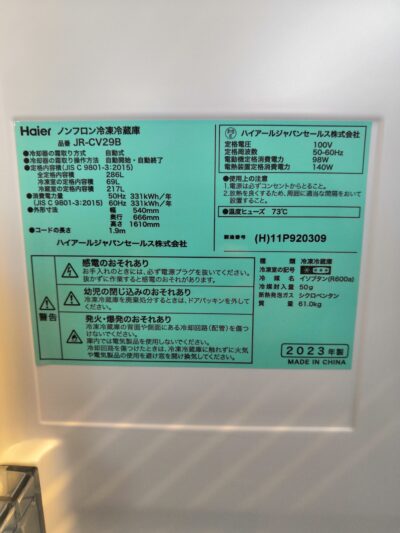 Haier ノンフロン冷凍冷蔵庫
品番 JR-CV29B
●冷却器の霜取り方式 自動式
●冷却器の霜取り操作方法 自動開始・自動終了
●定格内容積(JIS C 9801-3:2015)
全定格内容積 286L
冷凍室の定格内容積 69L
冷蔵室の定格内容積 217L
●消費電力量 50Hz 331kWh/年
(JIS C 9801-3:2015) 60Hz 331kWh/年
●外形寸法 幅 540mm
奥行 666mm
高さ 1610mm
●コードの長さ 1.9m
ハイアールジャパンセールス株式会社
警告
感電のおそれあり
お手入れのときには、必ず電源プラグを抜いてください。
抜かずに作業すると感電のおそれがあります。
幼児の閉じ込めのおそれあり
冷凍冷蔵庫を廃棄処分するときは、ドアパッキンを外してください。
発火・爆発のおそれあり
冷凍冷蔵庫の背面や側面にある冷却回路(配管)を傷つけないでください。
庫内では電気製品を使用しないでください。
冷却回路を傷つけたときは、冷凍冷蔵庫に触れずに火気や電気製品の使用を避け窓を開け換気してください。
ハイアールジャパンセールス株式会社
定格電圧 100V
定格周波数 50-60Hz
電動機定格消費電力 98W
電熱装置定格消費電力 140W
●使用上の注意
1.電源は必ずコンセントからとること。
2.放熱を良くするため、周囲に適当な間隙をおいて設置すること。
●温度ヒューズ 73℃
製造番号 (H)11P920309
種類 冷凍冷蔵庫
冷凍室の記号
冷媒 イソブタン(R600a)
冷媒封入量 50g
断熱発泡ガス シクロペンタン
質量 61.0kg
2023年製
MADE IN CHINA